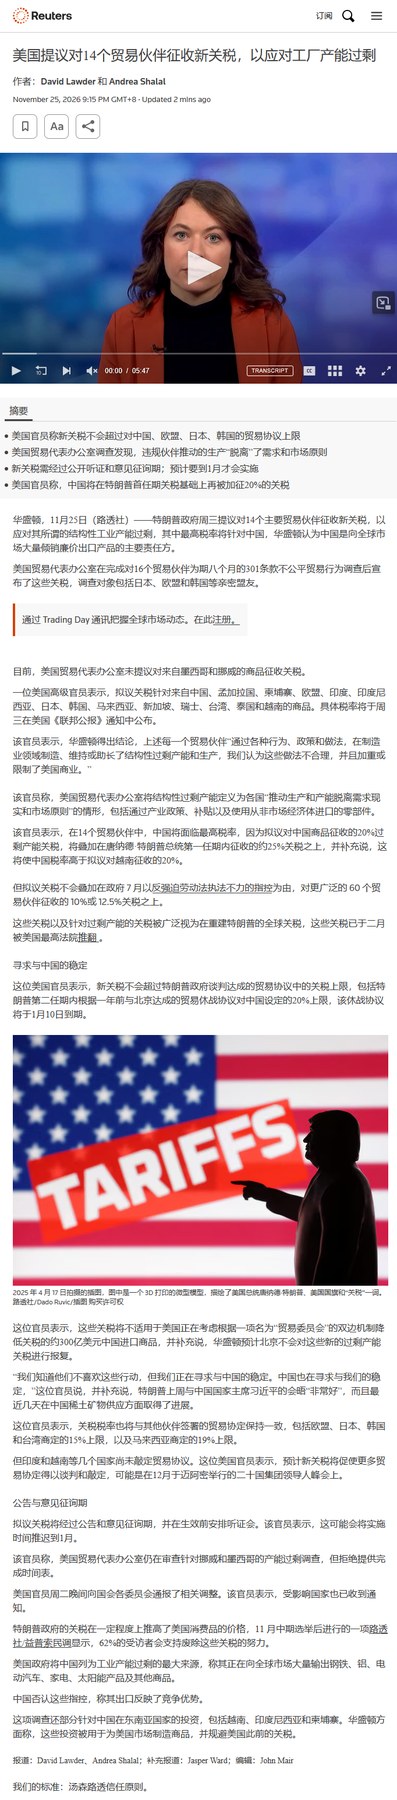 Reuters
订阅
美国提议对14个贸易伙伴征收新关税，以应对工厂产能过剩
作者：David Lawder 和 Andrea Shalal
November 25, 2026 9:15 PM GMT+8 · Updated 2 mins ago
Aa
10
00:00 / 05:47
TRANSCRIPT
CC
摘要
美国官员称新关税不会超过对中国、欧盟、日本、韩国的贸易协议上限
美国贸易代表办公室调查发现，违规伙伴推动的生产“脱离”了需求和市场原则
新关税需经过公开听证和意见征询期；预计要到1月才会实施
美国官员称，中国将在特朗普首任期关税基础上再被加征20%的关税
华盛顿，11月25日（路透社）——特朗普政府周三提议对14个主要贸易伙伴征收新关税，以
应对其所谓的结构性工业产能过剩，其中最高税率将针对中国，华盛顿认为中国是向全球市
场大量倾销廉价出口产品的主要责任方。
美国贸易代表办公室在完成对16个贸易伙伴为期八个月的301条款不公平贸易行为调查后宣
布了这些关税，调查对象包括日本、欧盟和韩国等亲密盟友。
通过 Trading Day 通讯把握全球市场动态。在此注册。
目前，美国贸易代表办公室未提议对来自墨西哥和挪威的商品征收关税。
一位美国高级官员表示，拟议关税针对来自中国、孟加拉国、柬埔寨、欧盟、印度、印度尼
西亚、日本、韩国、马来西亚、新加坡、瑞士、台湾、泰国和越南的商品。具体税率将于周
三在美国《联邦公报》通知中公布。
该官员表示，华盛顿得出结论，上述每一个贸易伙伴“通过各种行为、政策和做法，在制造
业领域制造、维持或助长了结构性过剩产能和生产，我们认为这些做法不合理，并且加重或
限制了美国商业。”
该官员称，美国贸易代表办公室将结构性过剩产能定义为各国“推动生产和产能脱离需求现
实和市场原则”的情形，包括通过产业政策、补贴以及使用从非市场经济体进口的零部件。
该官员表示，在14个贸易伙伴中，中国将面临最高税率，因为拟议对中国商品征收的20%过
剩产能关税，将叠加在唐纳德·特朗普总统第一任期内征收的约25%关税之上，并补充说，这
将使中国税率高于拟议对越南征收的20%。
但拟议关税不会叠加在政府 7 月以反强迫劳动法执法不力的指控为由，对更广泛的 60 个贸
易伙伴征收的 10%或 12.5%关税之上。
这些关税以及针对过剩产能的关税被广泛视为在重建特朗普的全球关税，这些关税已于二月
被美国最高法院推翻 。
寻求与中国的稳定
这位美国官员表示，新关税不会超过特朗普政府谈判达成的贸易协议中的关税上限，包括特
朗普第二任期内根据一年前与北京达成的贸易休战协议对中国设定的20%上限，该休战协议
将于1月10日到期。
TARIFFS
2025 年 4 月 17 日拍摄的插图，图中是一个 3D 打印的微型模型，描绘了美国总统唐纳德·特朗普、美国国旗和“关税”一词。
路透社/Dado Ruvic/插图 购买许可权
这位官员表示，这些关税将不适用于美国正在考虑根据一项名为“贸易委员会”的双边机制降
低关税的约300亿美元中国进口商品，并补充说，华盛顿预计北京不会对这些新的过剩产能
关税进行报复。
“我们知道他们不喜欢这些行动，但我们正在寻求与中国的稳定。中国也在寻求与我们的稳
定，”这位官员说，并补充说，特朗普上周与中国国家主席习近平的会晤“非常好”，而且最
近几天在中国稀土矿物供应方面取得了进展。
这位官员表示，关税税率也将与其他伙伴签署的贸易协定保持一致，包括欧盟、日本、韩国
和台湾商定的15%上限，以及马来西亚商定的19%上限。
但印度和越南等几个国家尚未敲定贸易协议。这位美国官员表示，预计新关税将促使更多贸
易协定得以谈判和敲定，可能是在12月于迈阿密举行的二十国集团领导人峰会上。
公告与意见征询期
拟议关税将经过公告和意见征询期，并在生效前安排听证会。该官员表示，这可能会将实施
时间推迟到1月。
该官员称，美国贸易代表办公室仍在审查针对挪威和墨西哥的产能过剩调查，但拒绝提供完
成时间表。
美国官员周二晚间向国会各委员会通报了相关调整。该官员表示，受影响国家也已收到通
知。
特朗普政府的关税在一定程度上推高了美国消费品的价格，11 月中期选举后进行的一项路透
社/益普索民调显示，62%的受访者会支持废除这些关税的努力。
美国政府将中国列为工业产能过剩的最大来源，称其正在向全球市场大量输出钢铁、铝、电
动汽车、家电、太阳能产品及其他商品。
中国否认这些指控，称其出口反映了竞争优势。
这项调查还部分针对中国在东南亚国家的投资，包括越南、印度尼西亚和柬埔寨。华盛顿方
面称，这些投资被用于为美国市场制造商品，并规避美国此前的关税。
报道：David Lawder、Andrea Shalal；补充报道：Jasper Ward；编辑：John Mair
我们的标准：汤森路透信任原则。